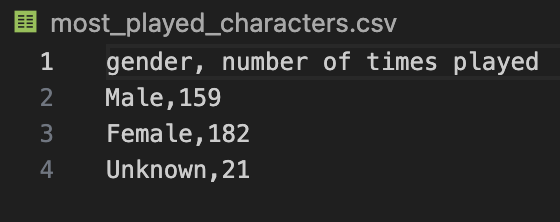 most_played_characters.csv
1 gender, number of times played
2 Male,159
3 Female,182
4 Unknown,21